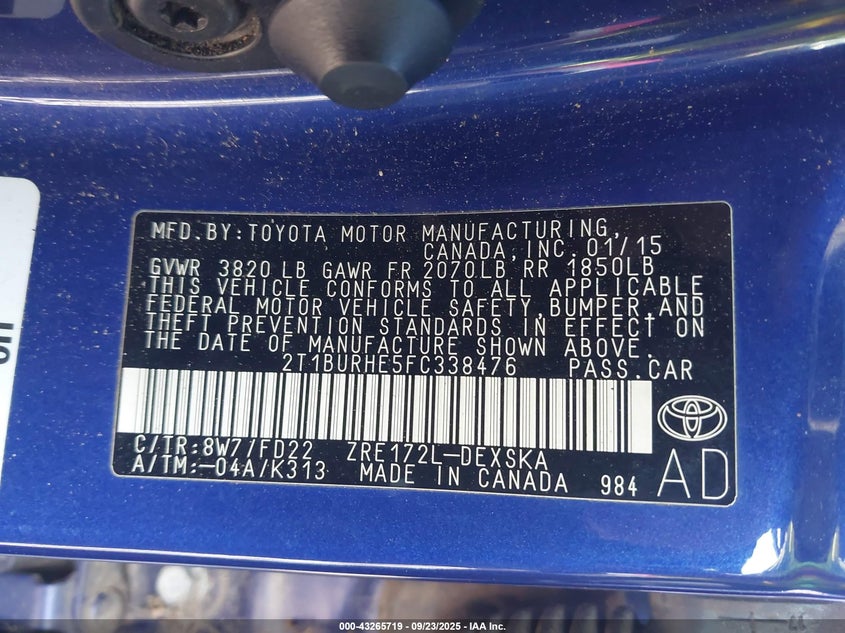 MFD.BY:TOYOTA MOTOR MANUFACTURING,
CANADA,INC. 01/15
GVWR 3820 LB GAWR FR 2070LB RR 1850LB
THIS VEHICLE CONFORMS TO ALL APPLICABLE
FEDERAL MOTOR VEHICLE SAFETY,BUMPER,AND
THEFT PREVENTION STANDARDS IN EFFECT ON
THE DATE OF MANUFACTURE SHOWN ABOVE.
2T1BURHE5FC338476 PASS.CAR
C/TR:8W77/FD22 ZRE172L-DEXSKA
A/TM:-04A/K313 MADE IN CANADA 984 AD
000-43265719 - 09/23/2025 - IAA Inc.